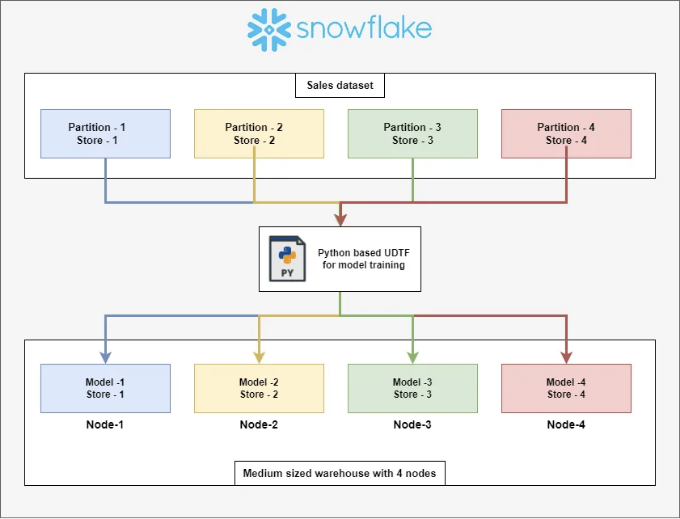 snowflake
Sales dataset
Partition - 1
Store - 1
Partition - 2
Store - 2
Partition - 3
Store - 3
Partition - 4
Store - 4
PY
Python based UDTF
for model training
Model -1
Store - 1
Model -2
Store - 2
Model -3
Store - 3
Model -4
Store - 4
Node-1
Node-2
Node-3
Node-4
Medium sized warehouse with 4 nodes